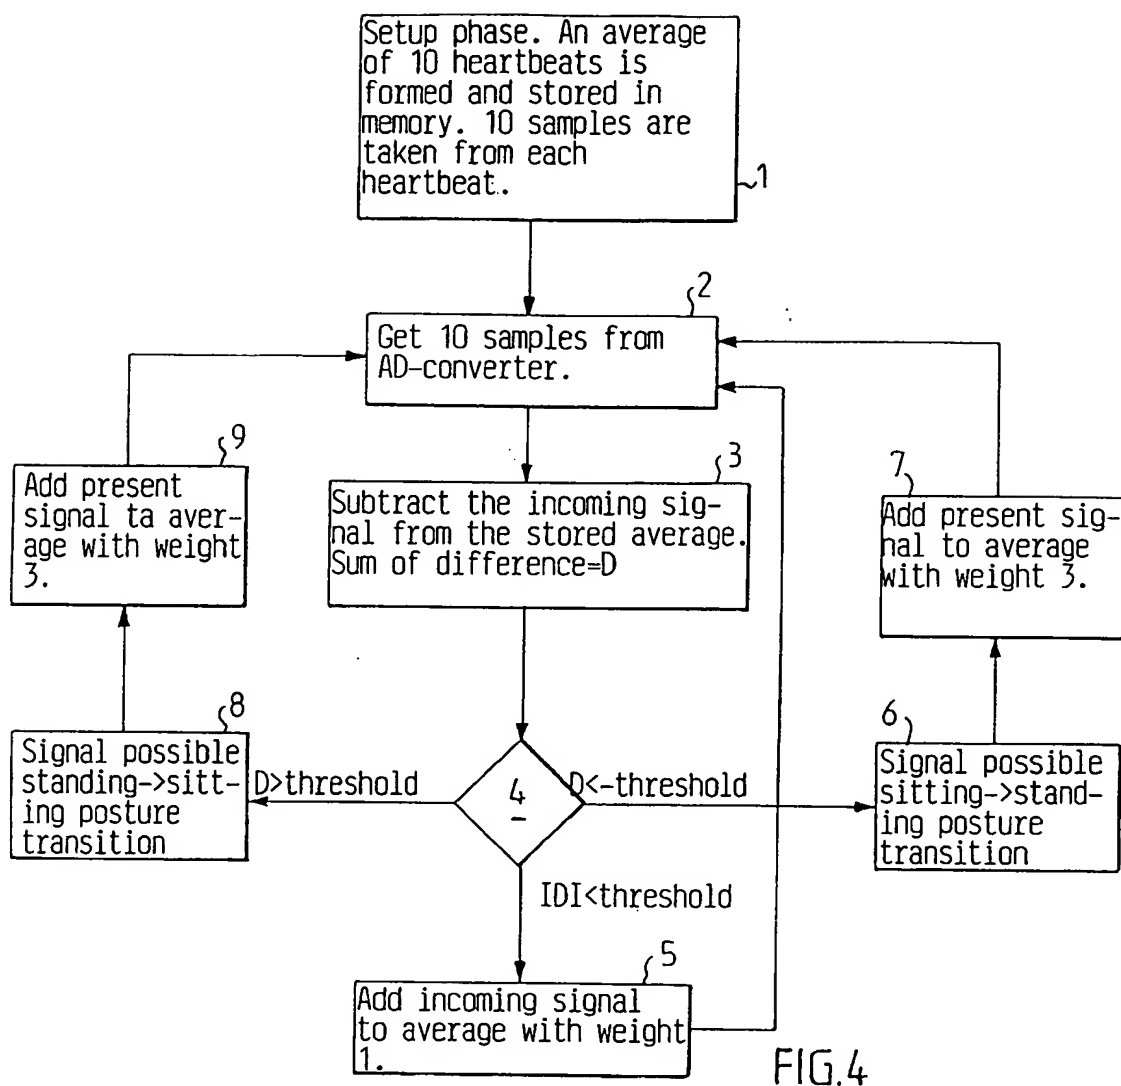 Setup phase. An average
of 10 heartbeats is
formed and stored in
memory. 10 samples are
taken from each
heartbeat.
1
2
Get 10 samples from
AD-converter.
9
Add present
signal ta aver-
age with weight
3.
3
Subtract the incoming sig-
nal from the stored average.
Sum of difference=D
7
Add present sig-
nal to average
with weight 3.
8
Signal possible
standing->sitt-
ing posture
transition
D>threshold
4
D<-threshold
6
Signal possible
sitting->stand-
ing posture
transition
IDI<threshold
5
Add incoming signal
to average with weight
1.
FIG.4